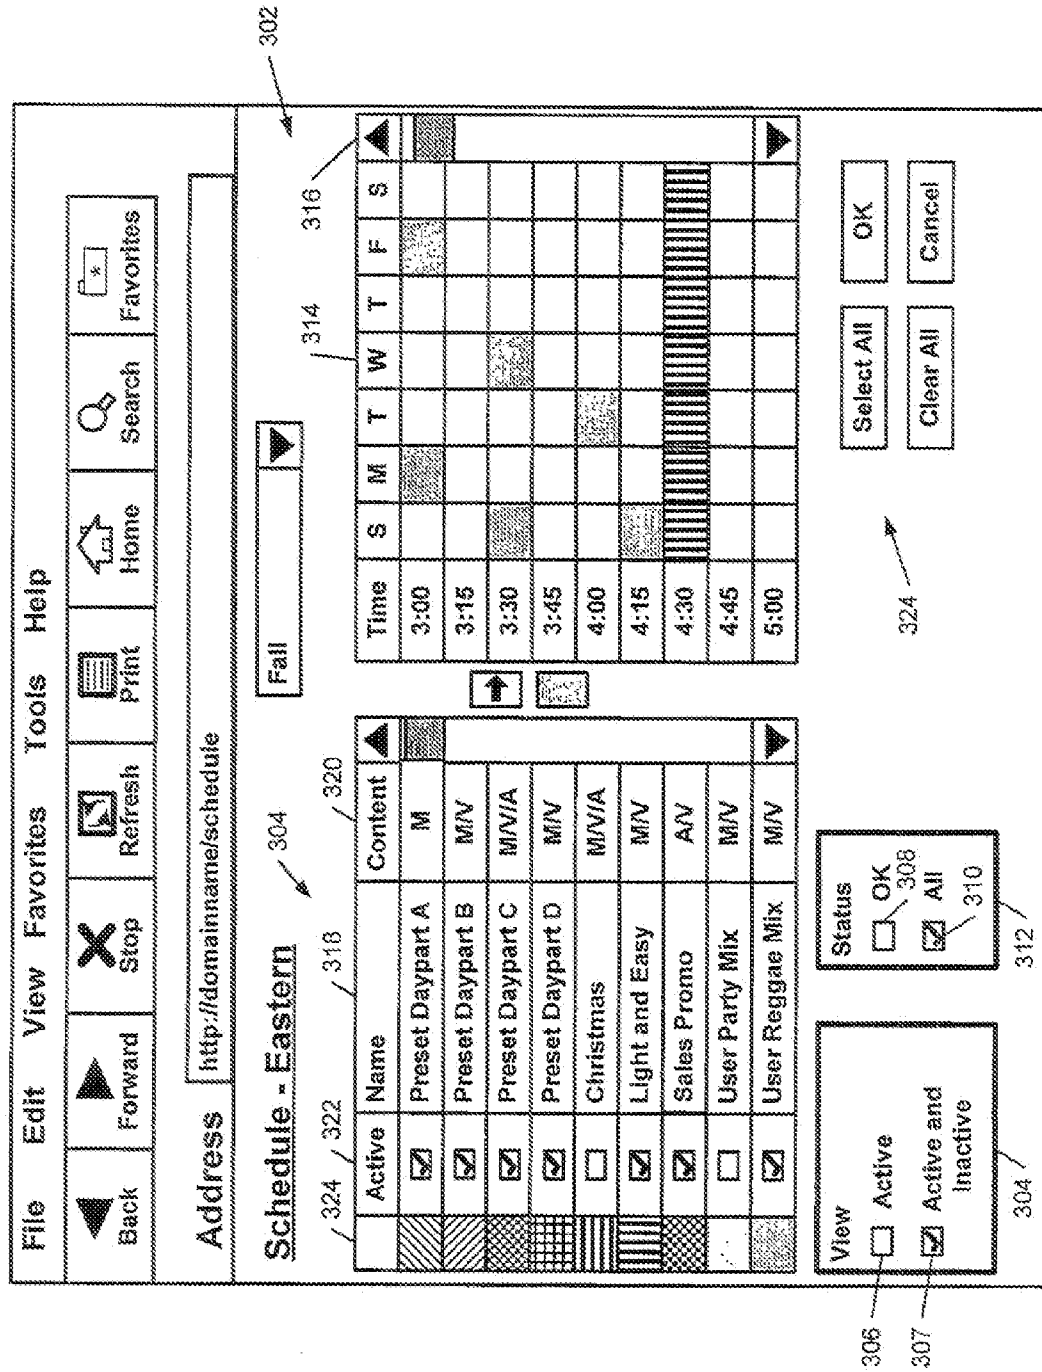 File Edit View Favorites Tools Help
Back Forward Stop Refresh Print Home Search Favorites
Address http://domainname/schedule
302
Schedule - Eastern
304
Fall
324 322 318 320 314 316
Active Name Content
Preset Daypart A M
Preset Daypart B M/V
Preset Daypart C M/V/A
Preset Daypart D M/V
Christmas M/V/A
Light and Easy M/V
Sales Promo A/V
User Party Mix M/V
User Reggae Mix M/V
Time S M T W T F S
3:00
3:15
3:30
3:45
4:00
4:15
4:30
4:45
5:00
View
306 Active
307 Active and
Inactive
304
Status
OK 308
All 310
312
324
Select All OK
Clear All Cancel